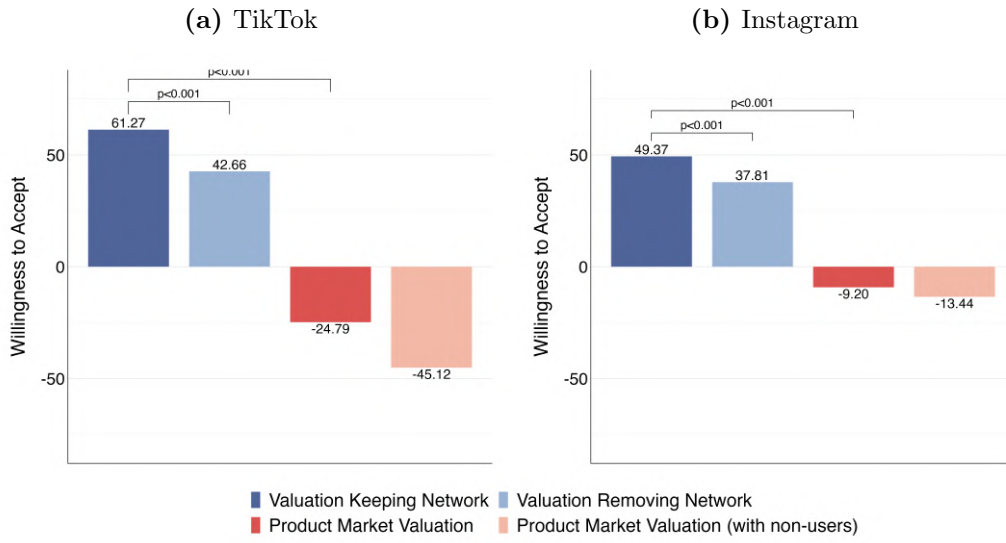 (a) TikTok
(b) Instagram
Willingness to Accept
50
0
-50
p<0.001
p<0.001
61.27
42.66
-24.79
-45.12
Willingness to Accept
50
0
-50
p<0.001
p<0.001
49.37
37.81
-9.20
-13.44
Valuation Keeping Network
Valuation Removing Network
Product Market Valuation
Product Market Valuation (with non-users)